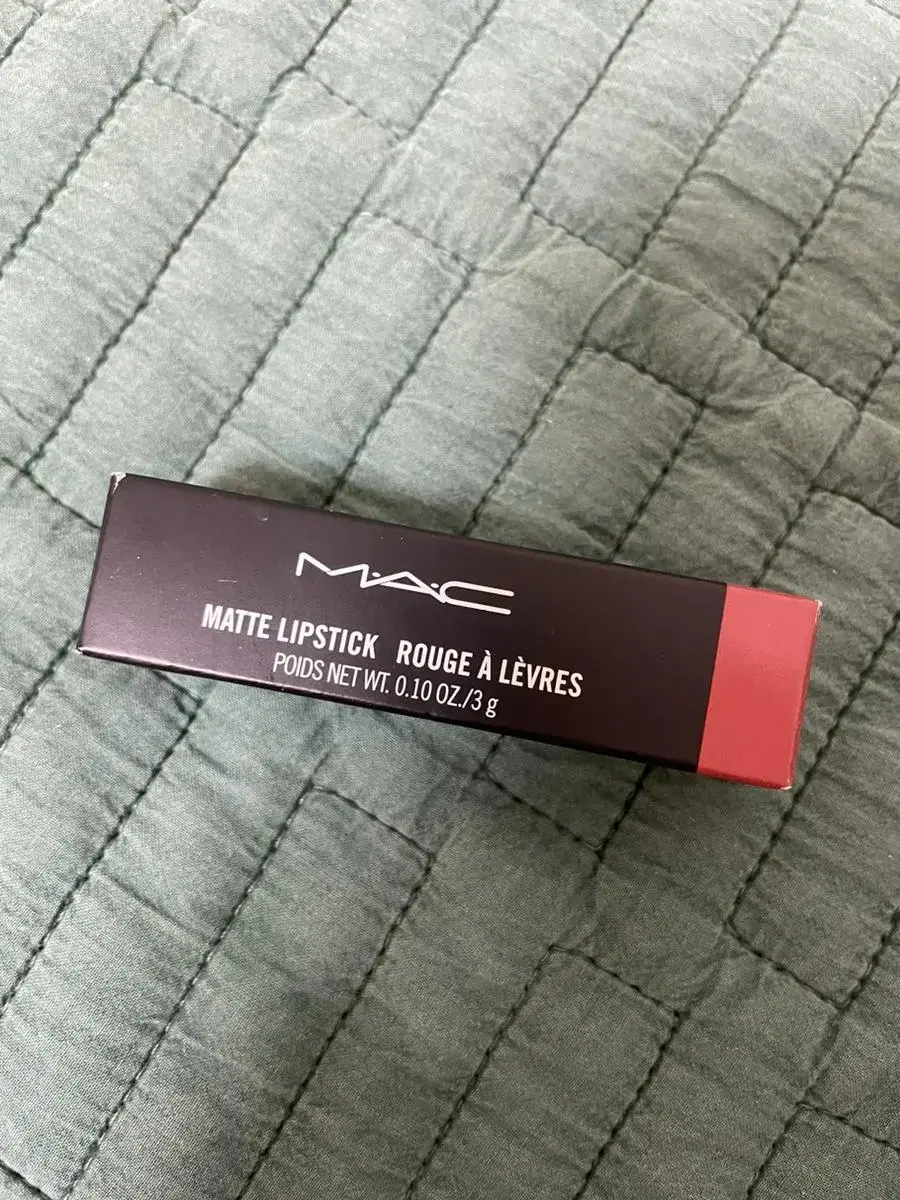 M·A·C
MATTE LIPSTICK ROUGE À LÈVRES
POIDS NET WT. 0.10 OZ./3 g